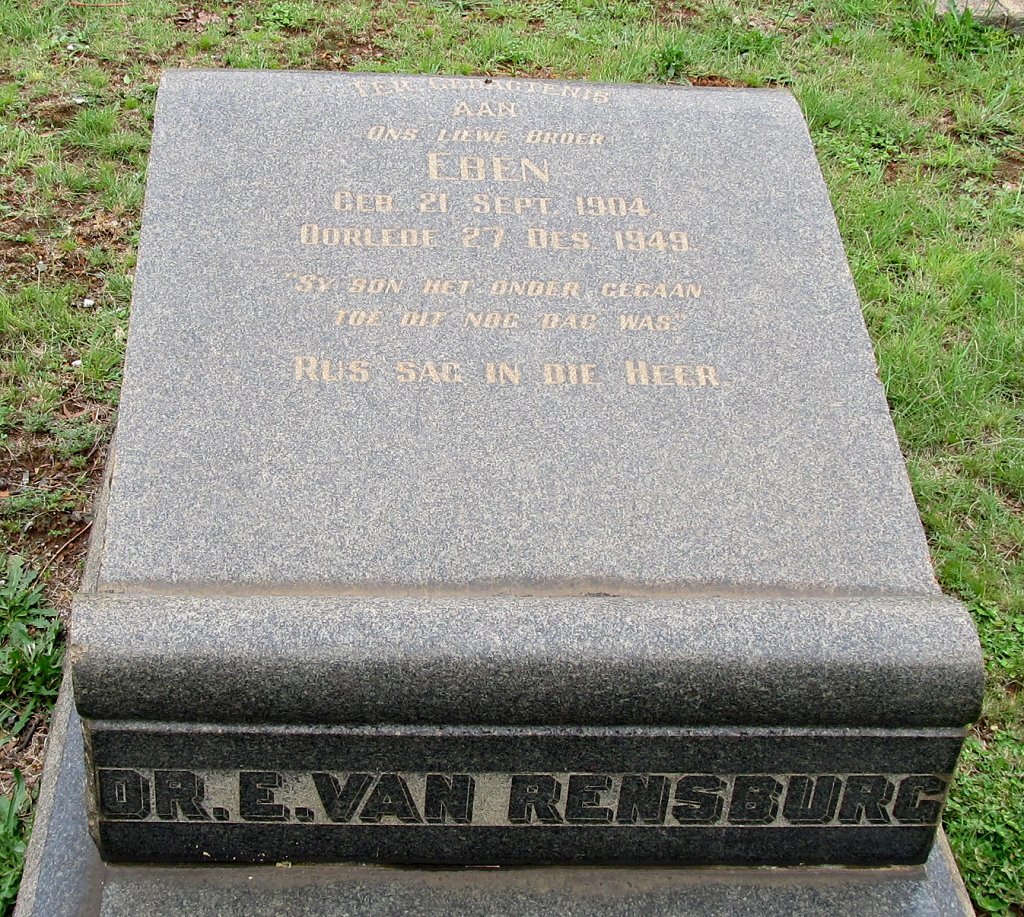 TER GEDAGTENIS
AAN
ONS LIEWE BROER
EBEN
GEB. 21 SEPT. 1904.
OORLEDE 27 DES. 1949.
"SY SON HET ONDER GEGAAN
TOE DIT NOG DAG WAS."
RUS SAG IN DIE HEER.
DR. E. VAN RENSBURG